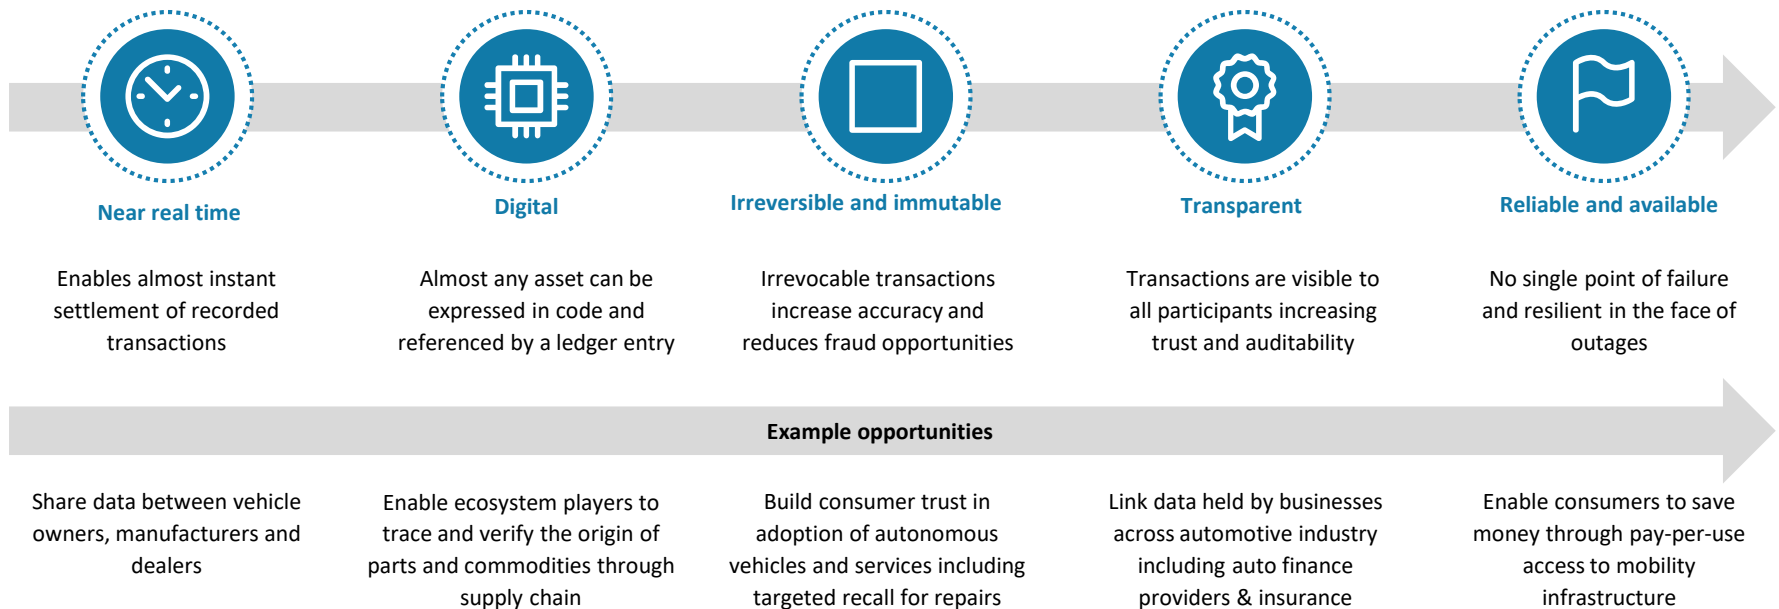 Near real time
Digital
Irreversible and immutable
Transparent
Reliable and available
Enables almost instant
settlement of recorded
transactions
Almost any asset can be
expressed in code and
referenced by a ledger entry
Irrevocable transactions
increase accuracy and
reduces fraud opportunities
Transactions are visible to
all participants increasing
trust and auditability
No single point of failure
and resilient in the face of
outages
Example opportunities
Share data between vehicle
owners, manufacturers and
dealers
Enable ecosystem players to
trace and verify the origin of
parts and commodities through
supply chain
Build consumer trust in
adoption of autonomous
vehicles and services including
targeted recall for repairs
Link data held by businesses
across automotive industry
including auto finance
providers & insurance
Enable consumers to save
money through pay-per-use
access to mobility
infrastructure